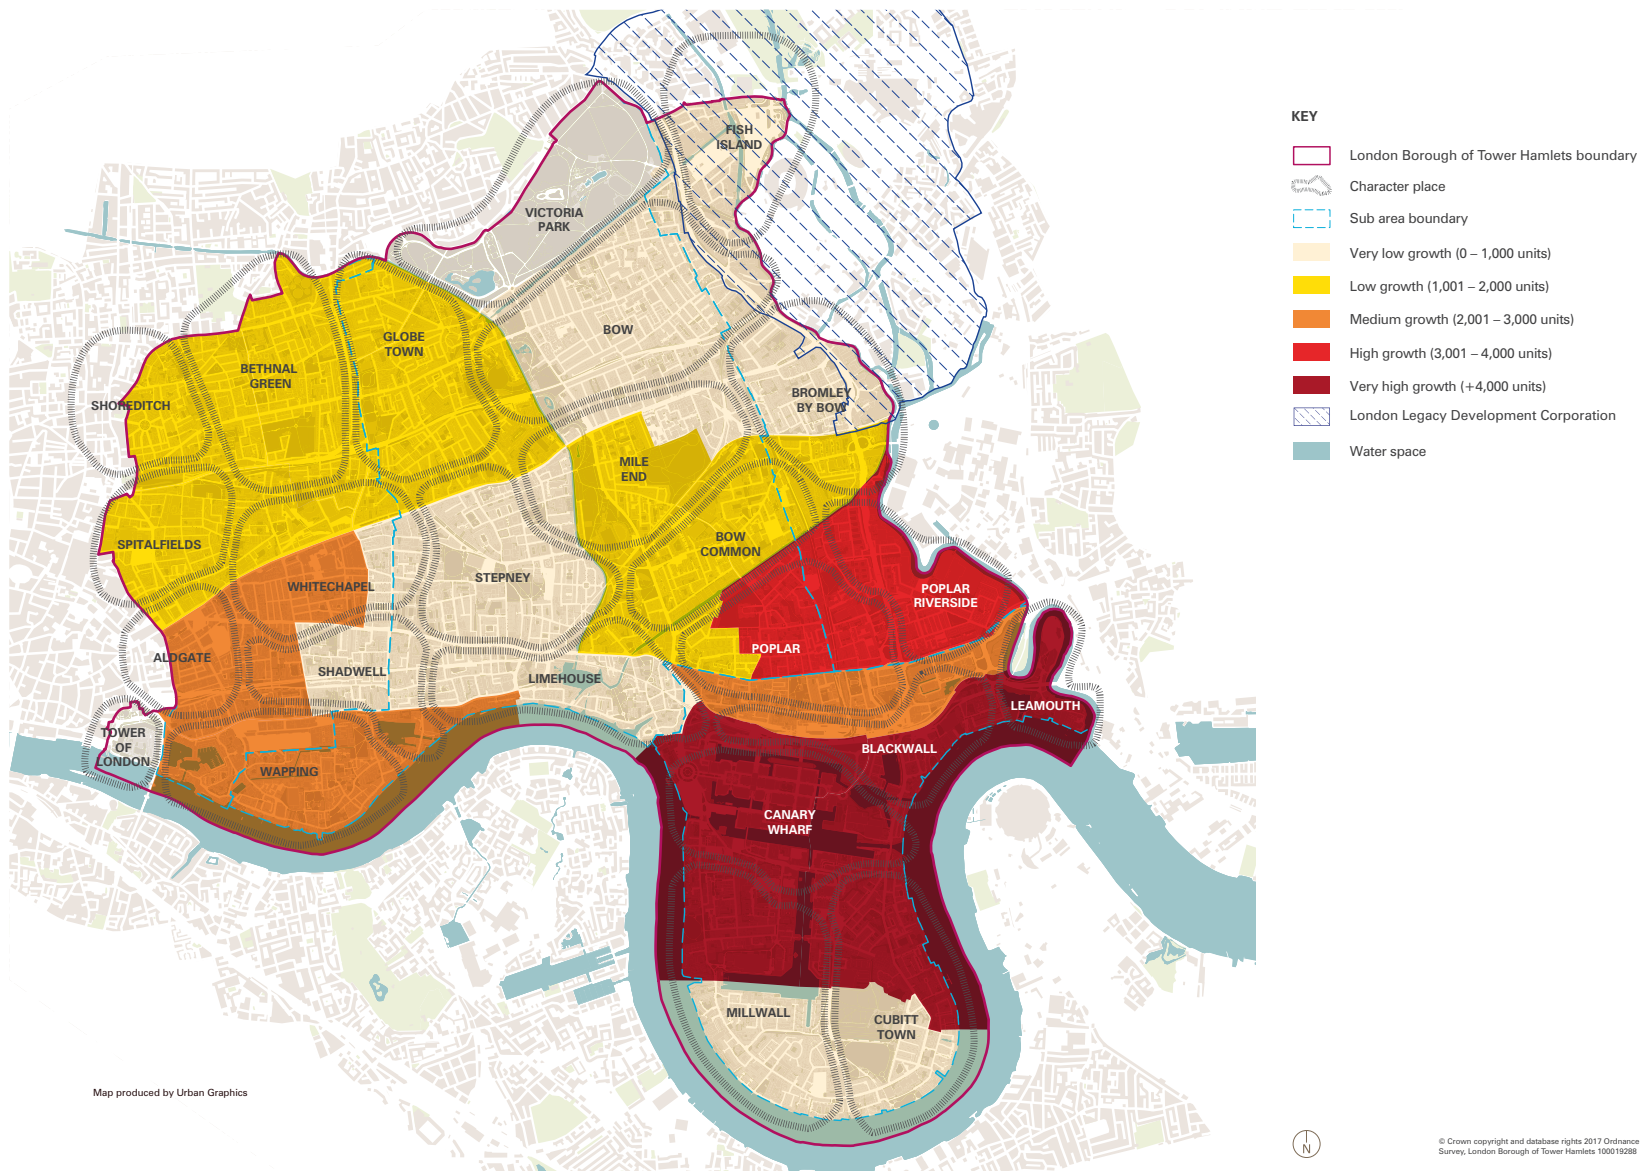 FISH
ISLAND
VICTORIA
PARK
BOW
GLOBE
TOWN
BETHNAL
GREEN
SHOREDITCH
BROMLEY
BY BOW
MILE
END
SPITALFIELDS
BOW
COMMON
WHITECHAPEL
STEPNEY
POPLAR
RIVERSIDE
ALDGATE
SHADWELL
LIMEHOUSE
POPLAR
LEAMOUTH
TOWER
OF
LONDON
WAPPING
BLACKWALL
CANARY
WHARF
MILLWALL
CUBITT
TOWN
Map produced by Urban Graphics
KEY
London Borough of Tower Hamlets boundary
Character place
Sub area boundary
Very low growth (0 – 1,000 units)
Low growth (1,001 – 2,000 units)
Medium growth (2,001 – 3,000 units)
High growth (3,001 – 4,000 units)
Very high growth (+4,000 units)
London Legacy Development Corporation
Water space
N
© Crown copyright and database rights 2017 Ordnance
Survey, London Borough of Tower Hamlets 100019288